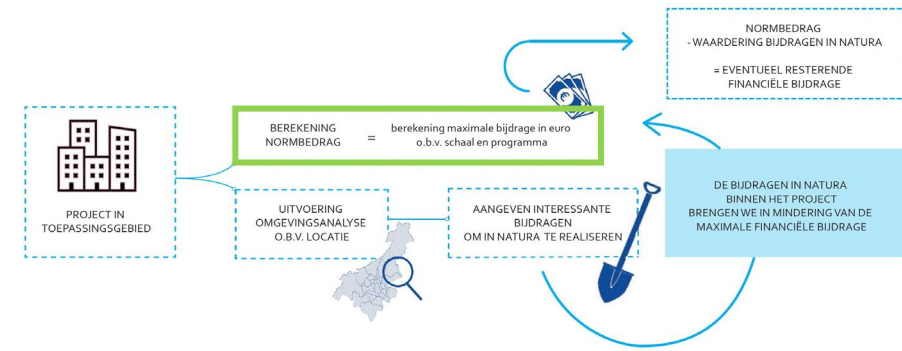 PROJECT IN
TOEPASSINGSGEBIED
BEREKENING
NORMBEDRAG
=
berekening maximale bijdrage in euro
o.b.v. schaal en programma
UITVOERING
OMGEVINGSANALYSE
O.B.V. LOCATIE
AANGEVEN INTERESSANTE
BIJDRAGEN
OM IN NATURA TE REALISEREN
DE BIJDRAGEN IN NATURA
BINNEN HET PROJECT
BRENGEN WE IN MINDERING VAN DE
MAXIMALE FINANCIËLE BIJDRAGE
NORMBEDRAG
- WAARDERING BIJDRAGEN IN NATURA
= EVENTUEEL RESTERENDE
FINANCIËLE BIJDRAGE
€